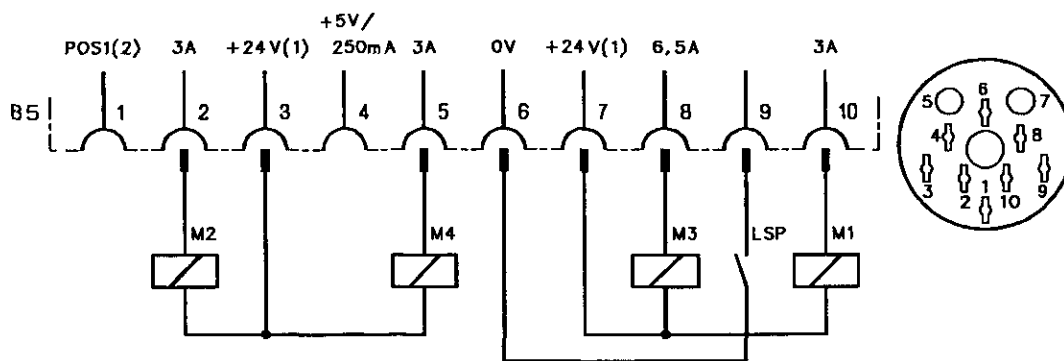 +5V/
POS1(2) 3A +24V(1) 250mA 3A 0V +24V(1) 6,5A 3A
B5 1 2 3 4 5 6 7 8 9 10
M2 M4 M3 LSP M1
6
5 7
4 8
3 2 1 10 9